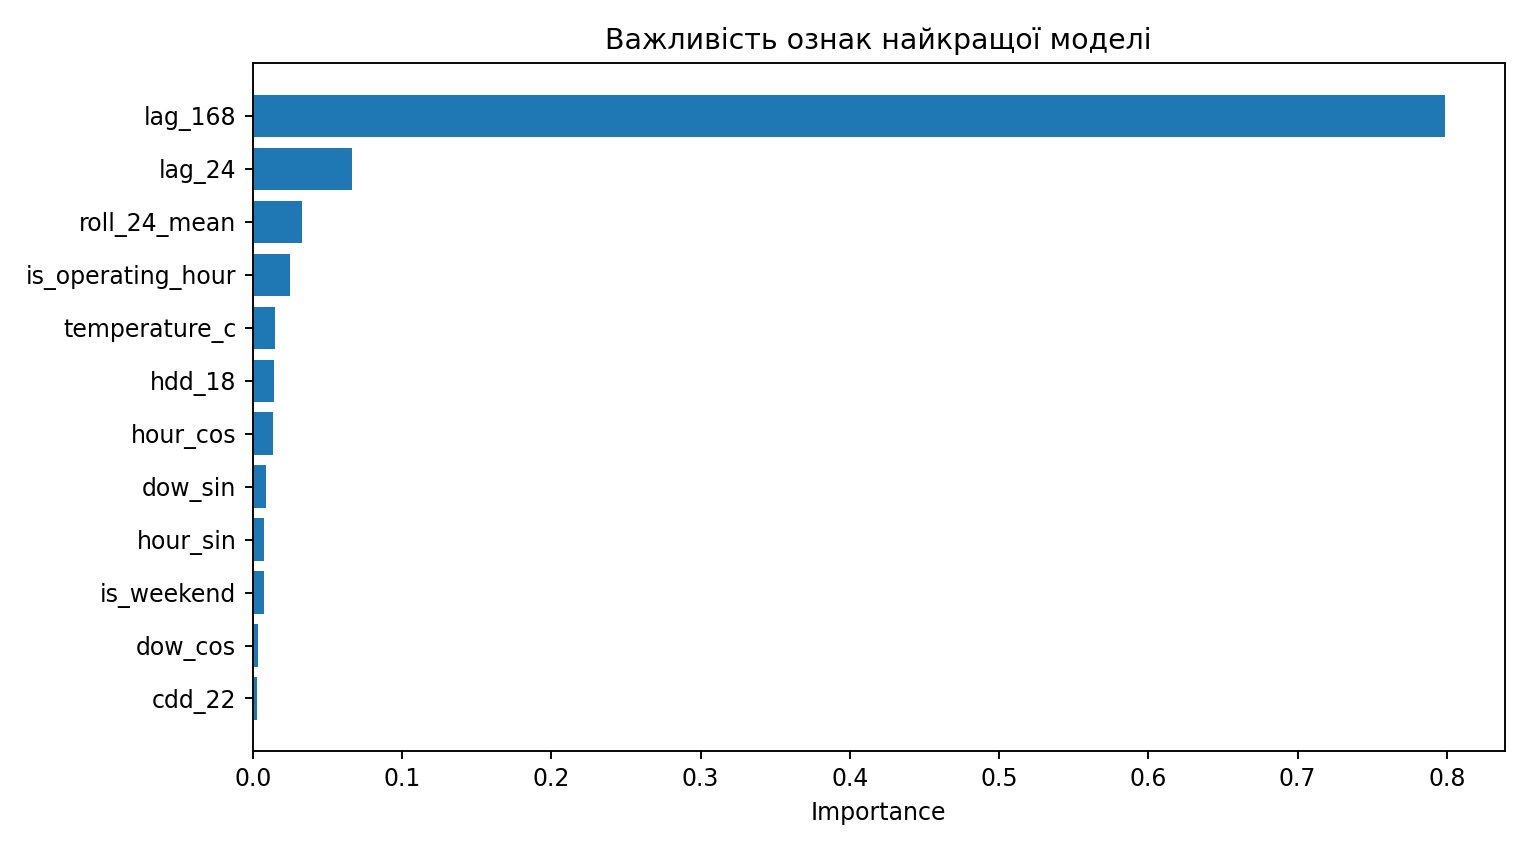 Важливість ознак найкращої моделі
lag_168
lag_24
roll_24_mean
is_operating_hour
temperature_c
hdd_18
hour_cos
dow_sin
hour_sin
is_weekend
dow_cos
cdd_22
0.0 0.1 0.2 0.3 0.4 0.5 0.6 0.7 0.8
Importance